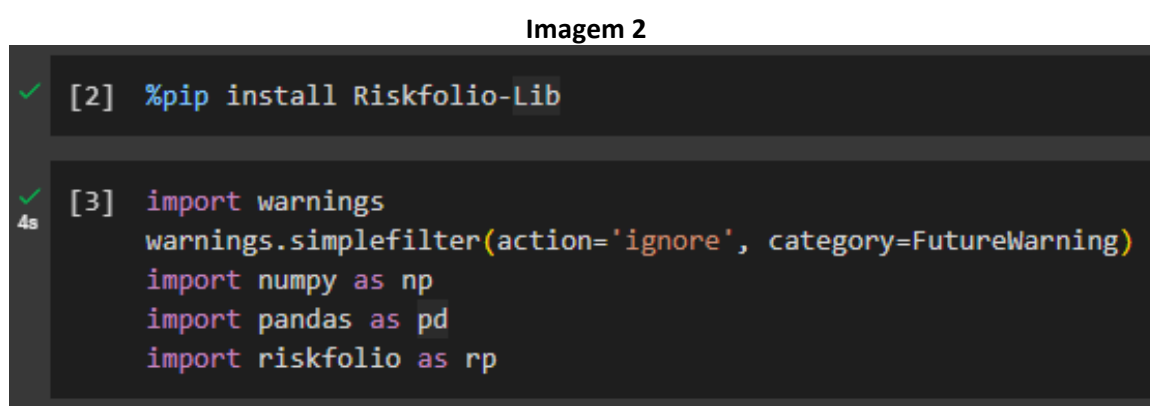 Imagem 2
[2] %pip install Riskfolio-Lib
[3] import warnings
4s
warnings.simplefilter(action='ignore', category=FutureWarning)
import numpy as np
import pandas as pd
import riskfolio as rp